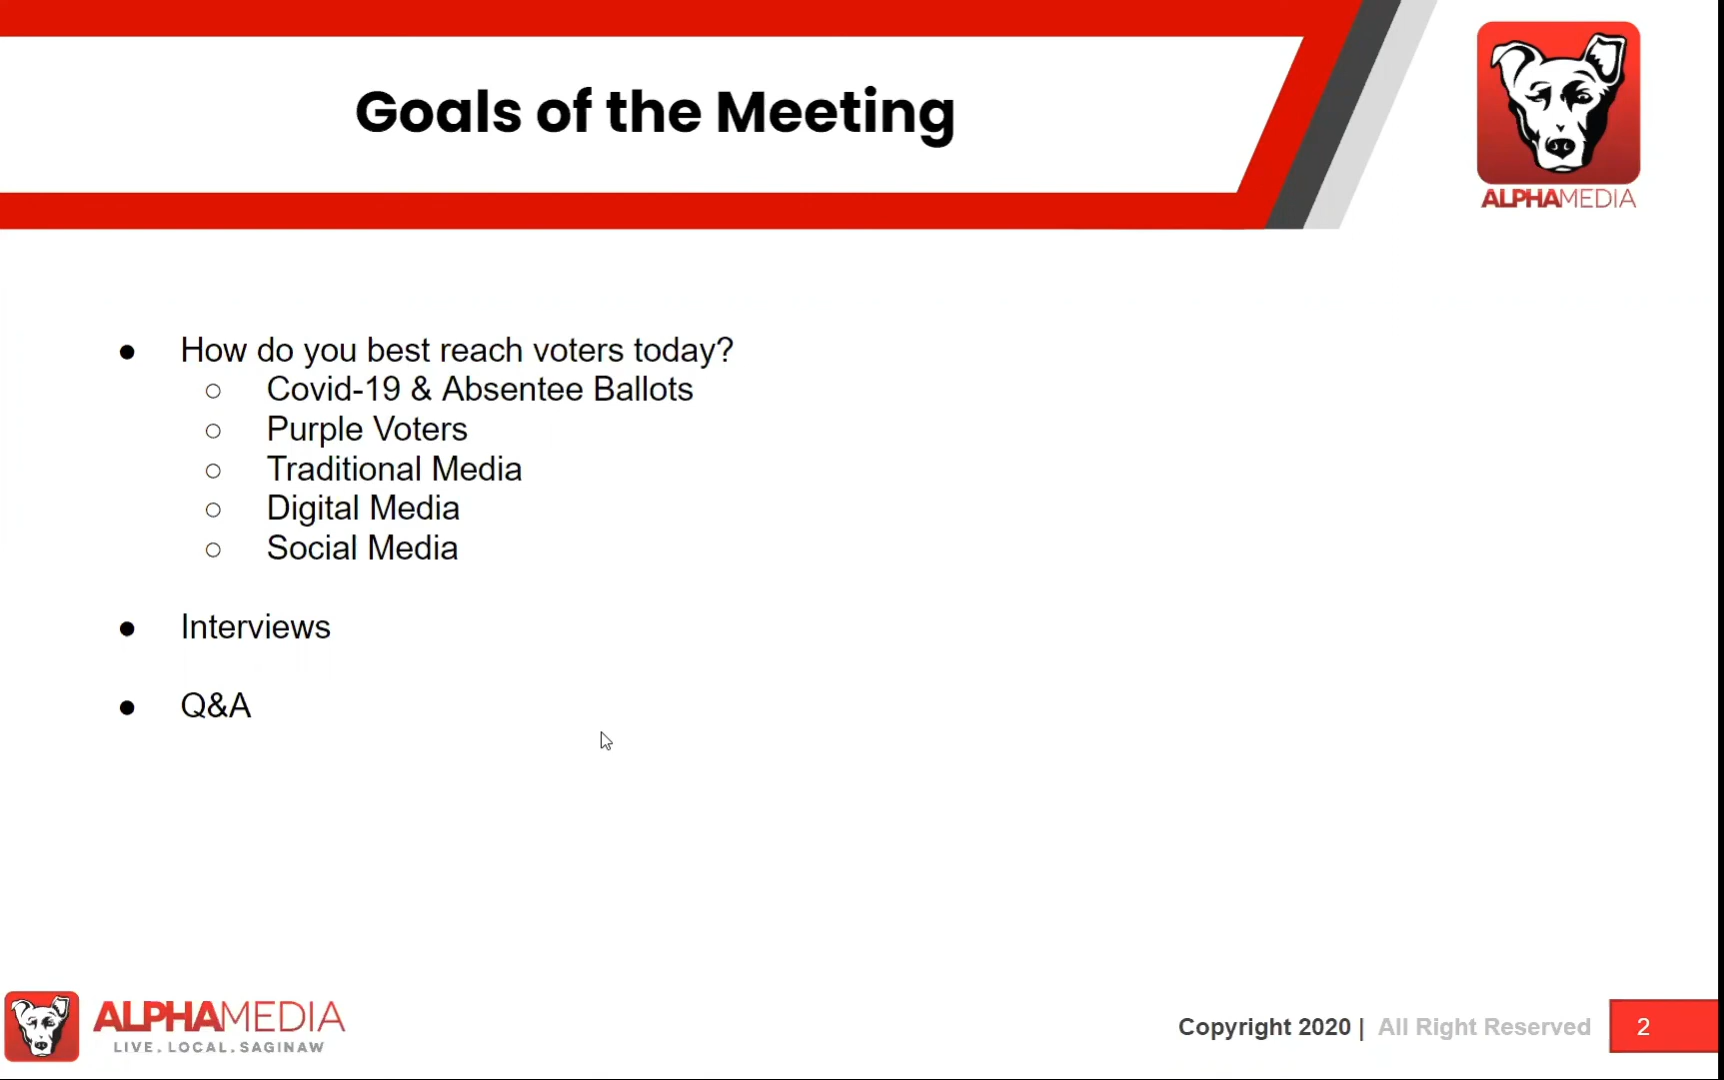 Goals of the Meeting
ALPHAMEDIA
● How do you best reach voters today?
○ Covid-19 & Absentee Ballots
○ Purple Voters
○ Traditional Media
○ Digital Media
○ Social Media
● Interviews
● Q&A
ALPHAMEDIA
LIVE.LOCAL.SAGINAW
Copyright 2020 | All Right Reserved 2